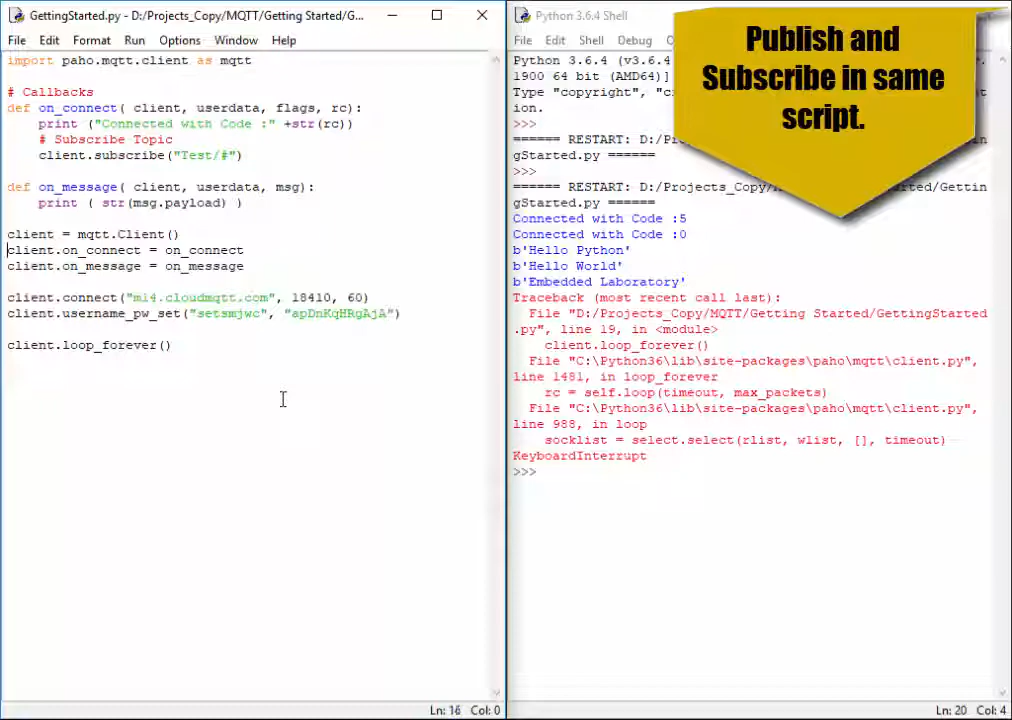 GettingStarted.py - D:/Projects_Copy/MQTT/Getting Started/G...
File Edit Format Run Options Window Help
import paho.mqtt.client as mqtt
# Callbacks
def on_connect( client, userdata, flags, rc):
print ("Connected with Code :" +str(rc))
# Subscribe Topic
client.subscribe("Test/#")
def on_message( client, userdata, msg):
print ( str(msg.payload) )
client = mqtt.Client()
client.on_connect = on_connect
client.on_message = on_message
client.connect("m14.cloudmqtt.com", 18410, 60)
client.username_pw_set("setsmjwc", "apDnKqHRgAjA")
client.loop_forever()
Ln: 16 Col: 0
Python 3.6.4 Shell
File Edit Shell Debug
Python 3.6.4 (v3.6.4
1900 64 bit (AMD64)]
Type "copyright",
ion.
>>>
====== RESTART: D:/
gStarted.py ======
>>>
====== RESTART: D:/Projects_Copy/ /Gettin
gStarted.py ======
Connected with Code :5
Connected with Code :0
b'Hello Python'
b'Hello World'
b'Embedded Laboratory'
Traceback (most recent call last):
File "D:/Projects_Copy/MQTT/Getting Started/GettingStarted
.py", line 19, in <module>
client.loop_forever()
File "C:\Python36\lib\site-packages\paho\mqtt\client.py",
line 1481, in loop_forever
rc = self.loop(timeout, max_packets)
File "C:\Python36\lib\site-packages\paho\mqtt\client.py",
line 988, in loop
socklist = select.select(rlist, wlist, [], timeout)
KeyboardInterrupt
>>>
Ln: 20 Col: 4
Publish and
Subscribe in same
script.